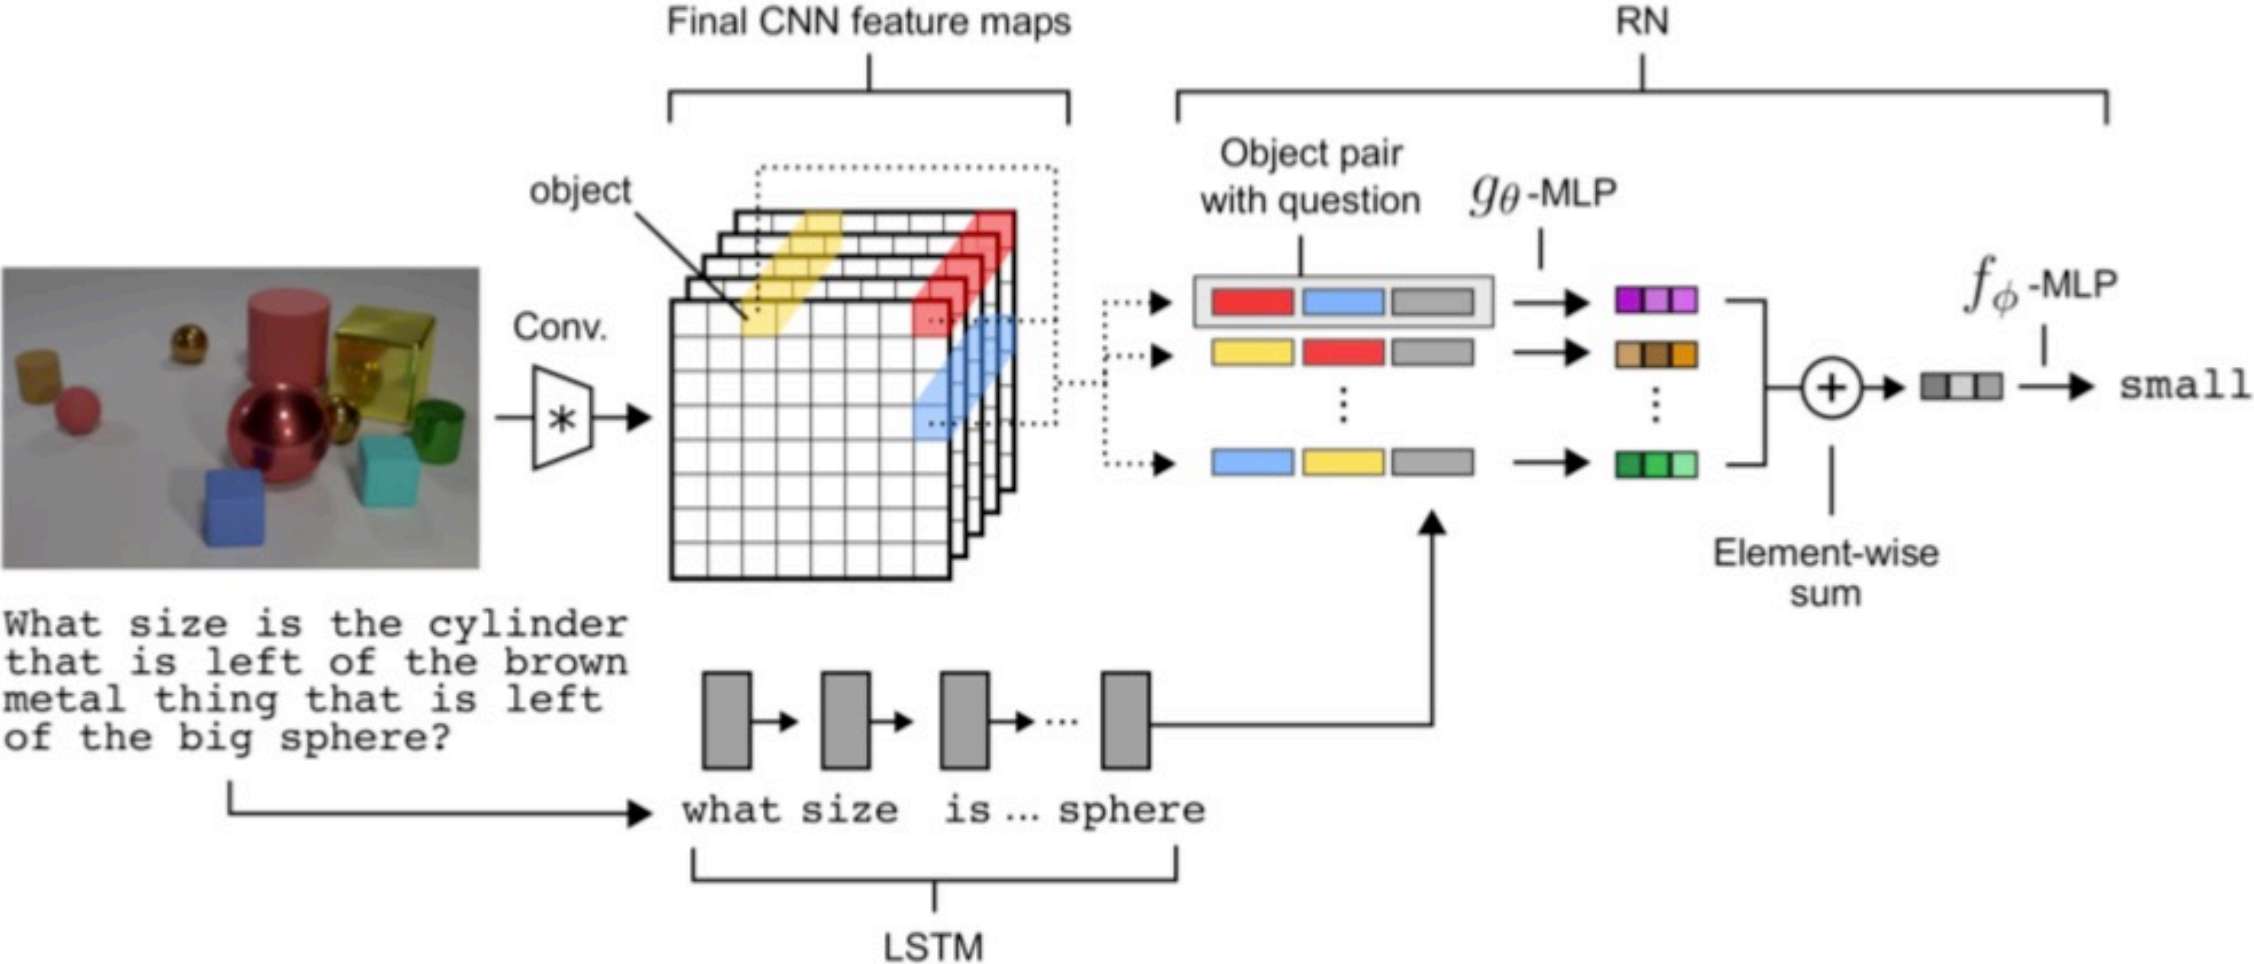 Final CNN feature maps
RN
object
Object pair
with question
gθ-MLP
fϕ-MLP
Conv.
*
+
small
Element-wise
sum
What size is the cylinder
that is left of the brown
metal thing that is left
of the big sphere?
...
what size is ... sphere
LSTM